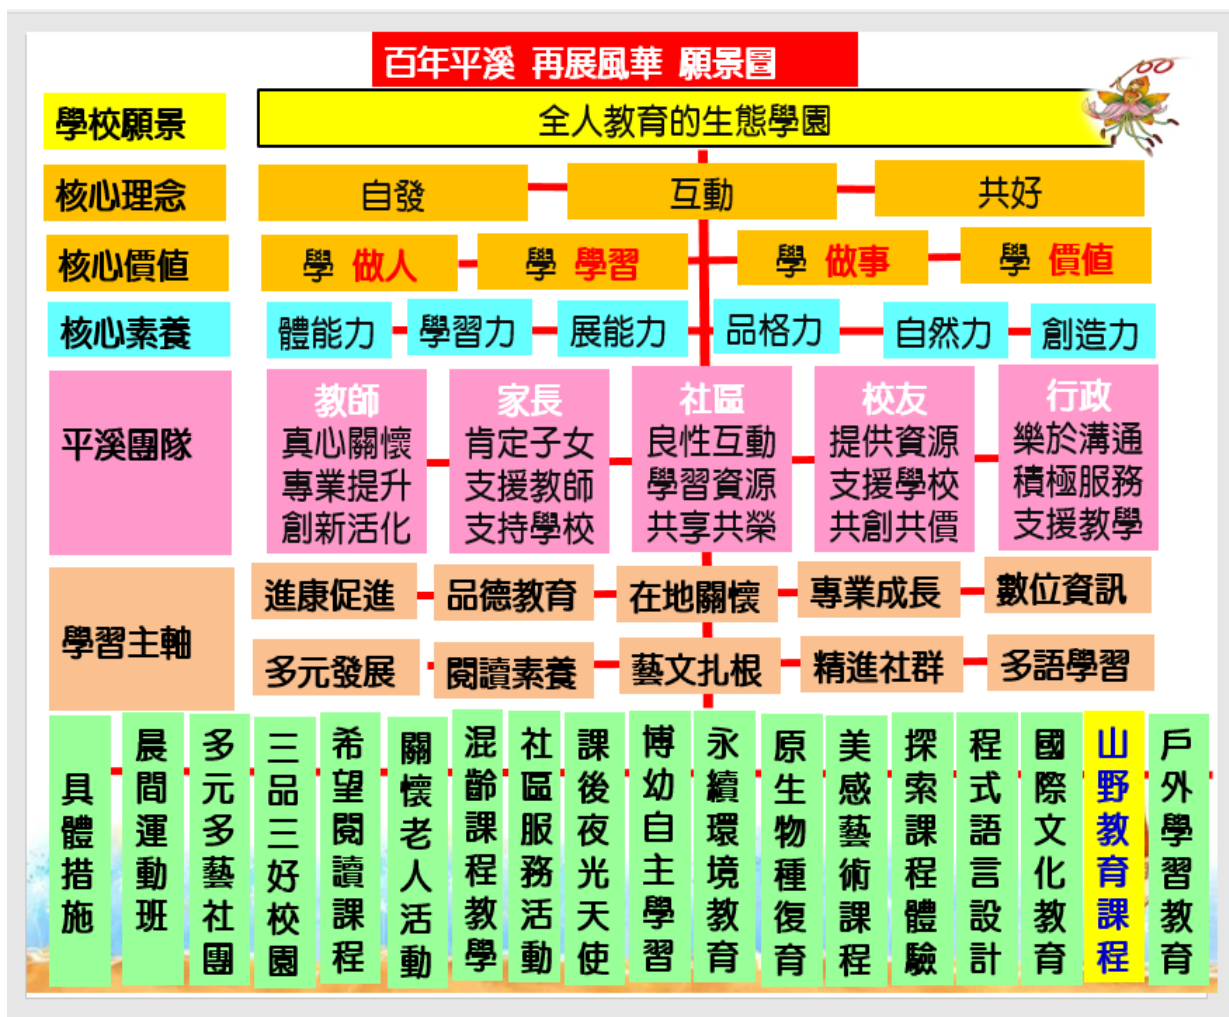 百年平溪 再展風華 願景圖
學校願景
全人教育的生態學園
核心理念
自發
互動
共好
核心價值
學 做人
學 學習
學 做事
學 價值
核心素養
體能力
學習力
展能力
品格力
自然力
創造力
平溪團隊
教師
真心關懷
專業提升
創新活化
家長
肯定子女
支援教師
支持學校
社區
良性互動
學習資源
共享共榮
校友
提供資源
支援學校
共創共價
行政
樂於溝通
積極服務
支援教學
學習主軸
進康促進
品德教育
在地關懷
專業成長
數位資訊
多元發展
閱讀素養
藝文扎根
精進社群
多語學習
具體措施
晨間運動班
多元多藝社團
三品三好校園
希望閱讀課程
關懷老人活動
混齡課程教學
社區服務活動
課後夜光天使
博幼自主學習
永續環境教育
原生物種復育
美感藝術課程
探索課程體驗
程式語言設計
國際文化教育
山野教育課程
戶外學習教育